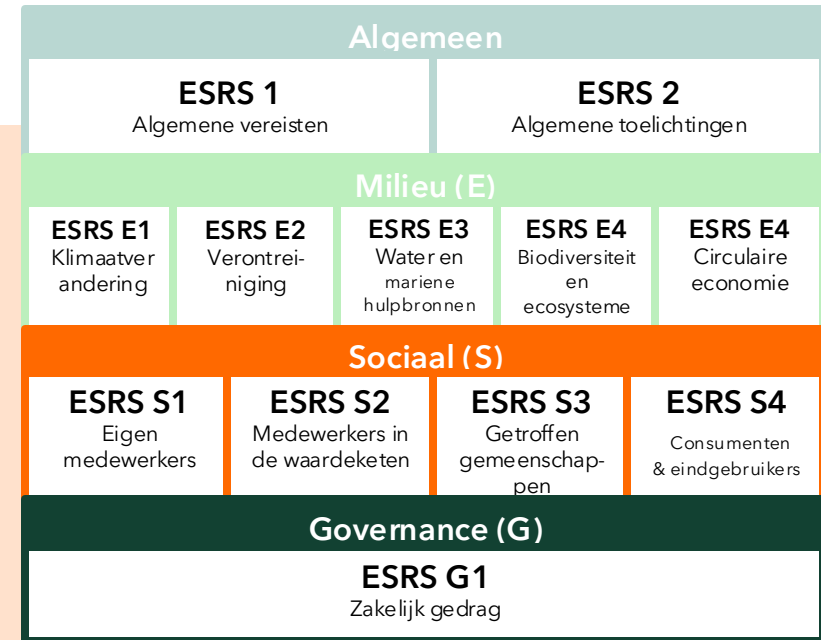 Algemeen
ESRS 1
Algemene vereisten
ESRS 2
Algemene toelichtingen
Milieu (E)
ESRS E1
Klimaatver
andering
ESRS E2
Verontrei-
niging
ESRS E3
Water en
mariene
hulpbronnen
ESRS E4
Biodiversiteit
en
ecosysteme
ESRS E4
Circulaire
economie
Sociaal (S)
ESRS S1
Eigen
medewerkers
ESRS S2
Medewerkers in
de waardeketen
ESRS S3
Getroffen
gemeenschap-
pen
ESRS S4
Consumenten
& eindgebruikers
Governance (G)
ESRS G1
Zakelijk gedrag